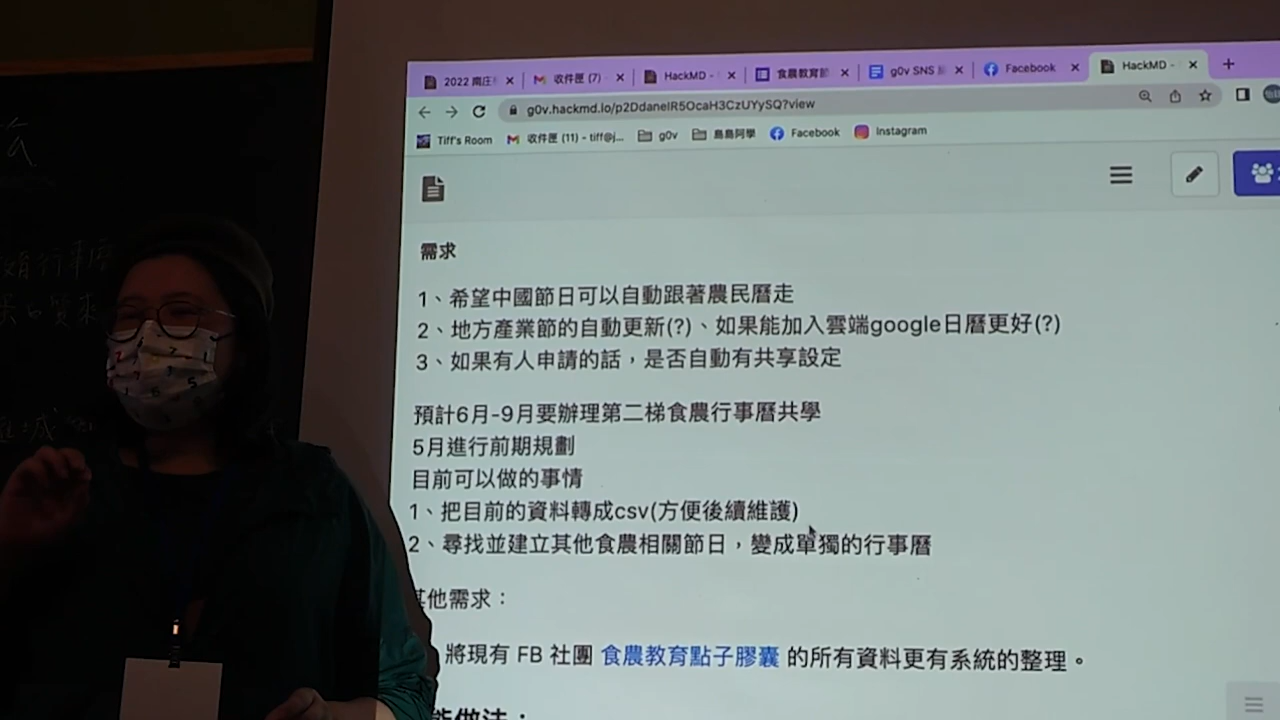 2022 南庄
收件匣 (7)
HackMD -
食農教育節
g0v SNS
Facebook
HackMD -
g0v.hackmd.io/p2DdaneIR5OcaH3CzUYySQ?view
Tiff's Room
收件匣 (11) - tiff@j...
g0v
島島阿學
Facebook
Instagram
需求
1、希望中國節日可以自動跟著農民曆走
2、地方產業節的自動更新(?)、如果能加入雲端google日曆更好(?)
3、如果有人申請的話，是否自動有共享設定
預計6月-9月要辦理第二梯食農行事曆共學
5月進行前期規劃
目前可以做的事情
1、把目前的資料轉成csv(方便後續維護)
2、尋找並建立其他食農相關節日，變成單獨的行事曆
其他需求：
將現有 FB 社團 食農教育點子膠囊 的所有資料更有系統的整理。
能做法：